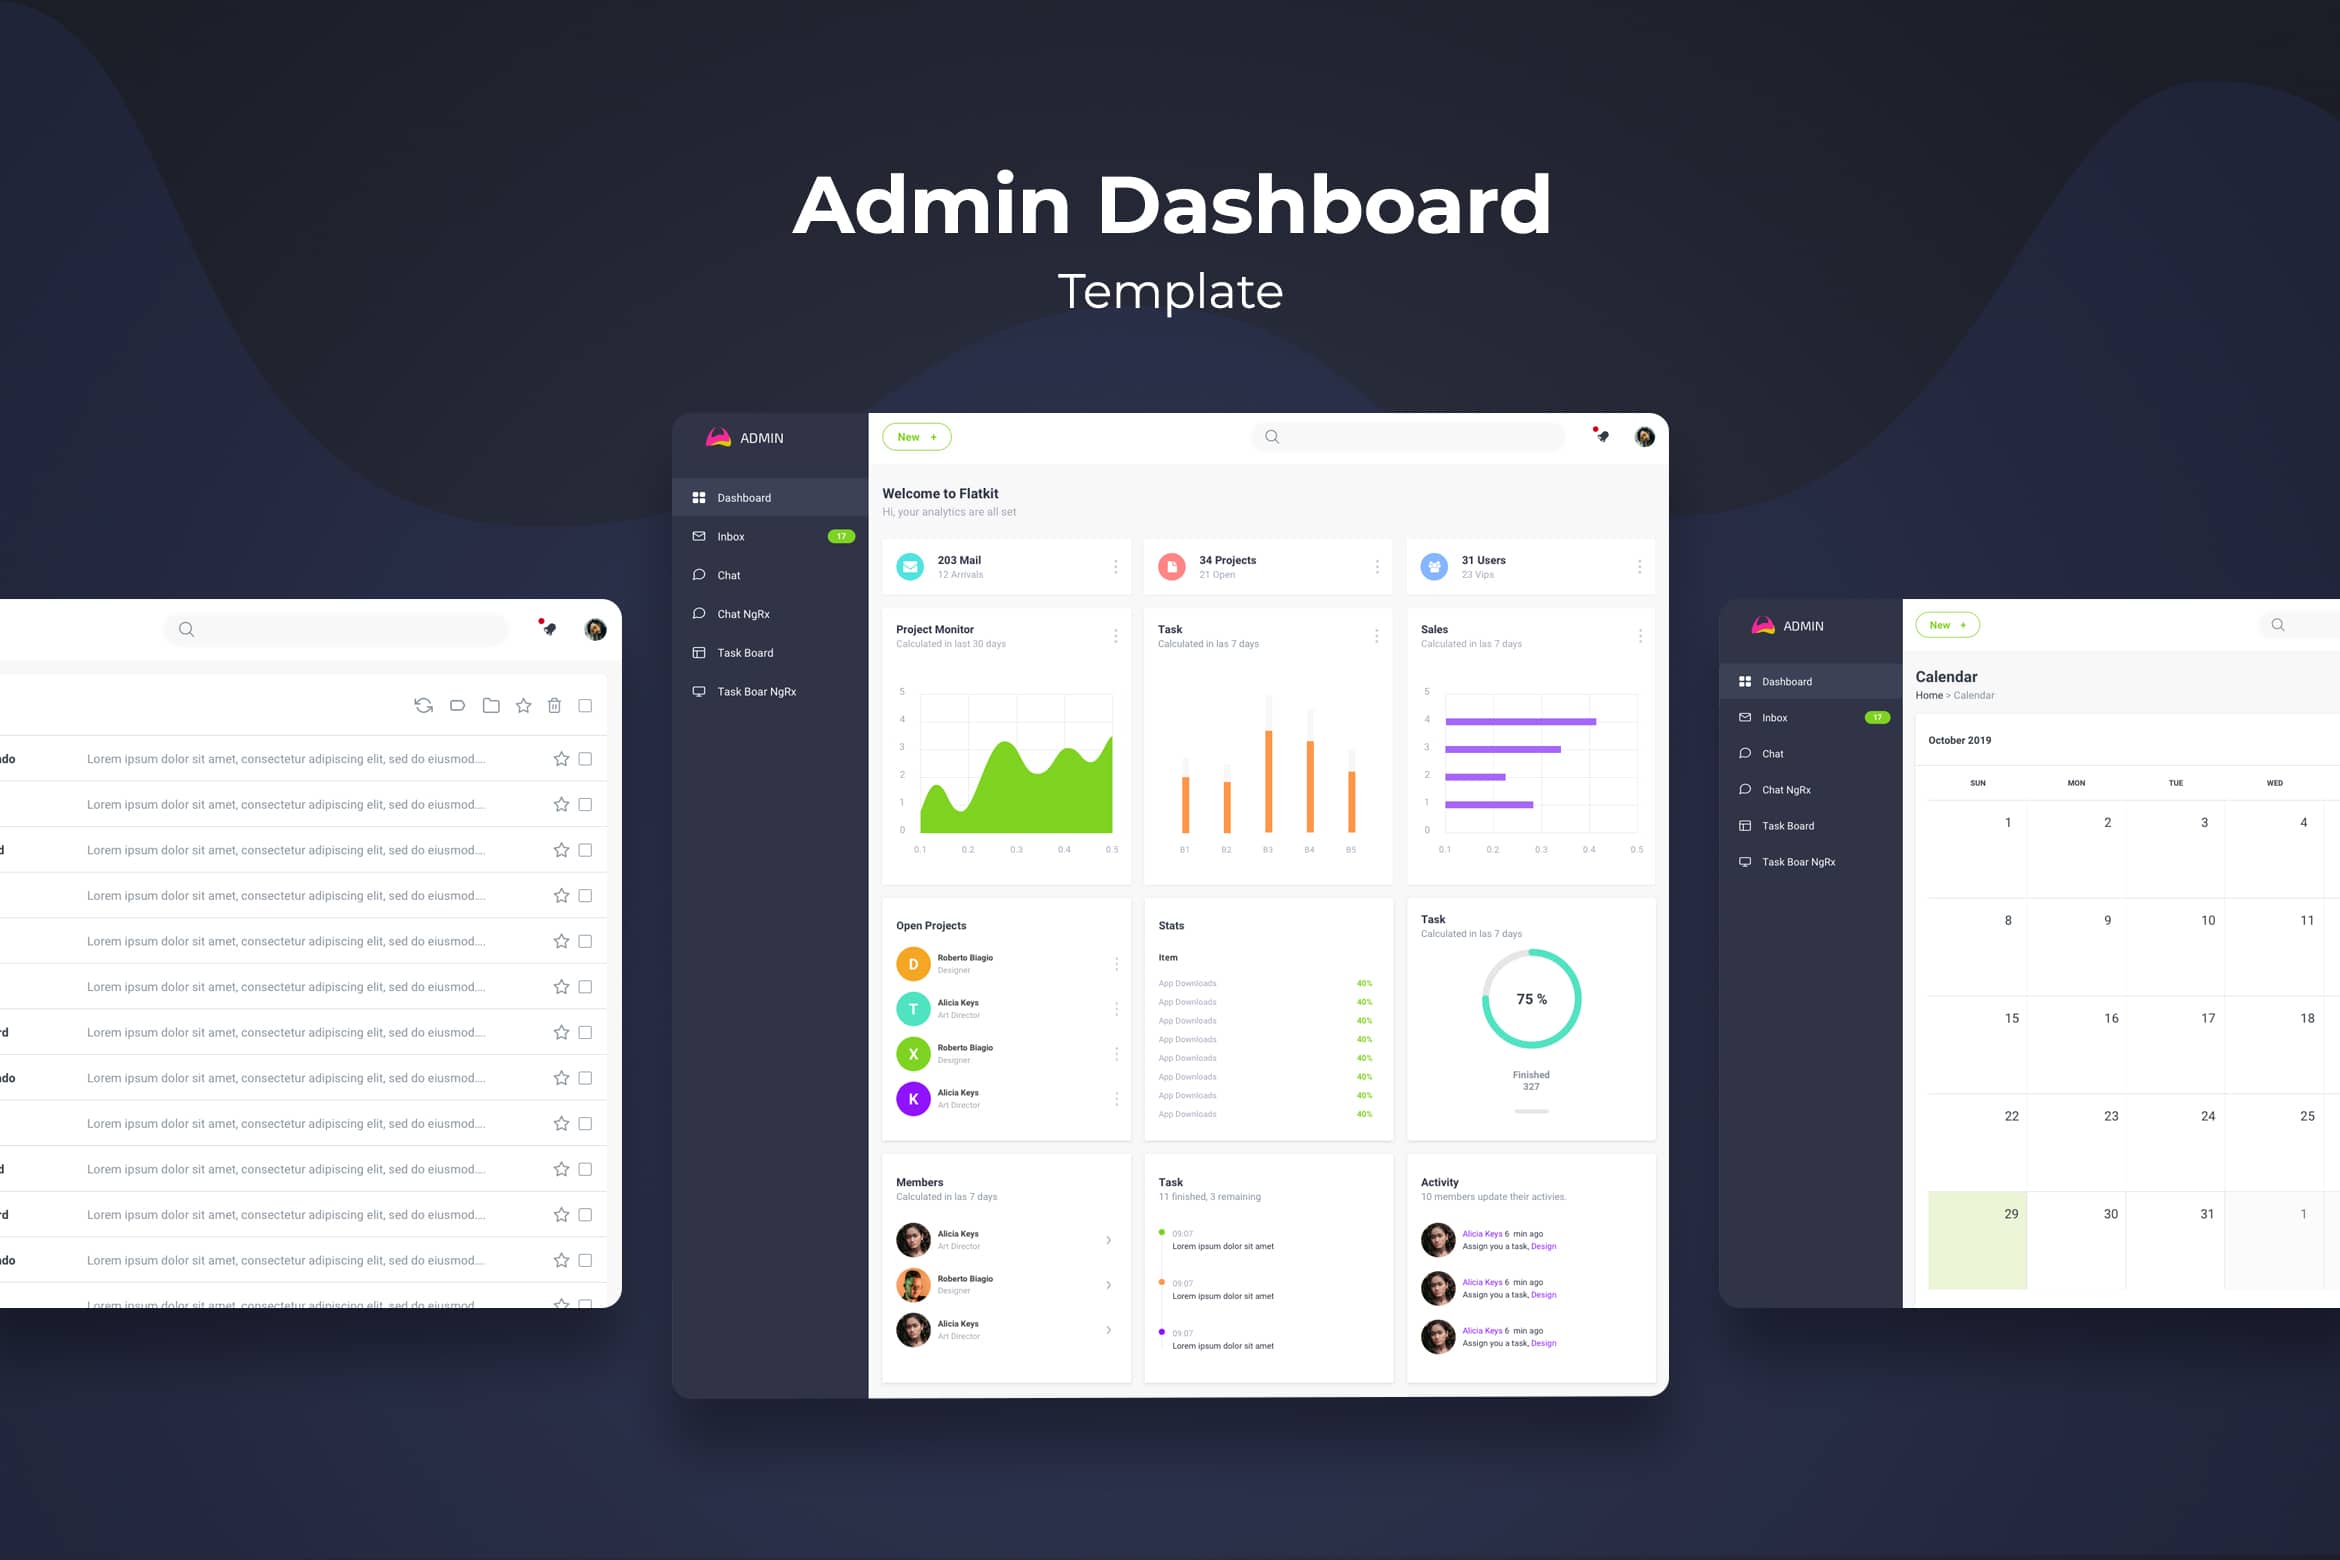 Admin Dashboard
Template
Lorem ipsum dolor sit amet, consectetur adipiscing elit, sed do eiusmod....
Lorem ipsum dolor sit amet, consectetur adipiscing elit, sed do eiusmod....
Lorem ipsum dolor sit amet, consectetur adipiscing elit, sed do eiusmod....
Lorem ipsum dolor sit amet, consectetur adipiscing elit, sed do eiusmod....
Lorem ipsum dolor sit amet, consectetur adipiscing elit, sed do eiusmod....
Lorem ipsum dolor sit amet, consectetur adipiscing elit, sed do eiusmod....
Lorem ipsum dolor sit amet, consectetur adipiscing elit, sed do eiusmod....
Lorem ipsum dolor sit amet, consectetur adipiscing elit, sed do eiusmod....
Lorem ipsum dolor sit amet, consectetur adipiscing elit, sed do eiusmod....
Lorem ipsum dolor sit amet, consectetur adipiscing elit, sed do eiusmod....
Lorem ipsum dolor sit amet, consectetur adipiscing elit, sed do eiusmod....
Lorem ipsum dolor sit amet, consectetur adipiscing elit, sed do eiusmod....
Lorem ipsum dolor sit amet, consectetur adipiscing elit, sed do eiusmod....
ADMIN
Dashboard
Inbox 17
Chat
Chat NgRx
Task Board
Task Boar NgRx
New +
Welcome to Flatkit
Hi, your analytics are all set
203 Mail
12 Arrivals
34 Projects
21 Open
31 Users
23 Vips
Project Monitor
Calculated in last 30 days
5
4
3
2
1
0
0.1 0.2 0.3 0.4 0.5
Task
Calculated in las 7 days
B1 B2 B3 B4 B5
Sales
Calculated in las 7 days
5
4
3
2
1
0
0.1 0.2 0.3 0.4 0.5
Open Projects
D Roberto Biagio
Designer
T Alicia Keys
Art Director
X Roberto Biagio
Designer
K Alicia Keys
Art Director
Stats
Item
App Downloads 40%
App Downloads 40%
App Downloads 40%
App Downloads 40%
App Downloads 40%
App Downloads 40%
App Downloads 40%
App Downloads 40%
Task
Calculated in las 7 days
75 %
Finished
327
Members
Calculated in las 7 days
Alicia Keys
Art Director
Roberto Biagio
Designer
Alicia Keys
Art Director
Task
11 finished, 3 remaining
09:07
Lorem ipsum dolor sit amet
09:07
Lorem ipsum dolor sit amet
09:07
Lorem ipsum dolor sit amet
Activity
10 members update their activies.
Alicia Keys 6 min ago
Assign you a task, Design
Alicia Keys 6 min ago
Assign you a task, Design
Alicia Keys 6 min ago
Assign you a task, Design
ADMIN
Dashboard
Inbox 17
Chat
Chat NgRx
Task Board
Task Boar NgRx
New +
Calendar
Home > Calendar
October 2019
SUN MON TUE WED
1 2 3 4
8 9 10 11
15 16 17 18
22 23 24 25
29 30 31 1